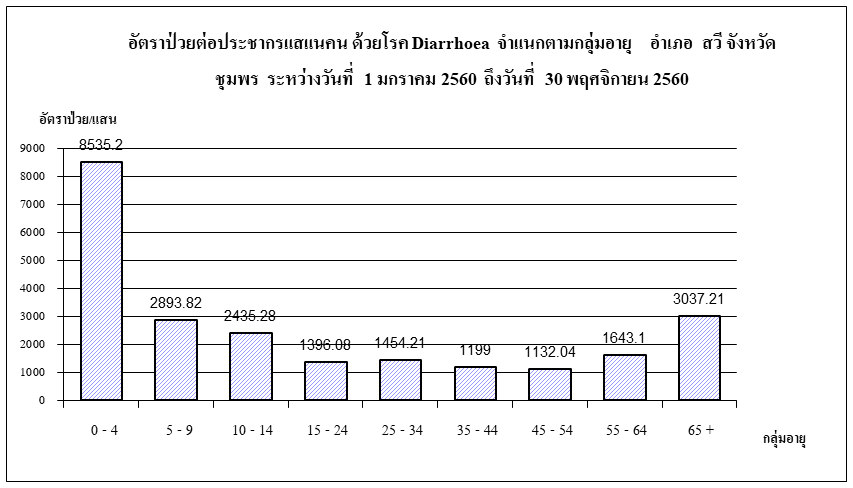 อัตราป่วยต่อประชากรแสแนคน ด้วยโรค Diarrhoea จำแนกตามกลุ่มอายุ อำเภอ สวี จังหวัด
ชุมพร ระหว่างวันที่ 1 มกราคม 2560 ถึงวันที่ 30 พฤศจิกายน 2560
อัตราป่วย/แสน
9000
8000
7000
6000
5000
4000
3000
2000
1000
0
8535.2
2893.82
2435.28
1396.08
1454.21
1199
1132.04
1643.1
3037.21
0 - 4
5 - 9
10 - 14
15 - 24
25 - 34
35 - 44
45 - 54
55 - 64
65 +
กลุ่มอายุ